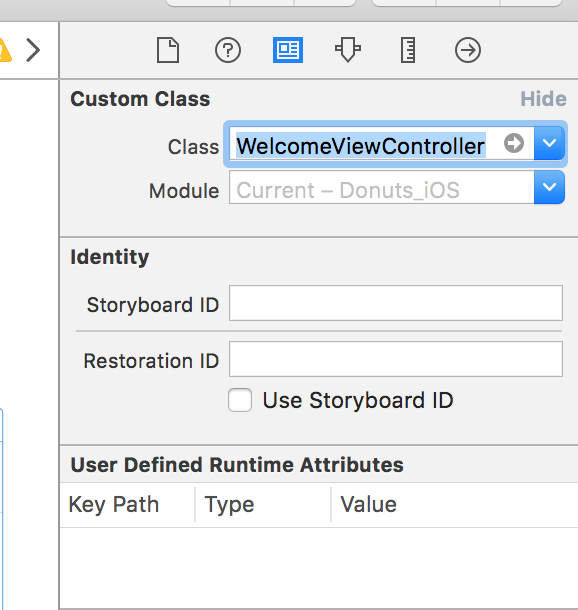 Custom Class Hide
Class WelcomeViewController
Module Current – Donuts_iOS
Identity
Storyboard ID
Restoration ID
Use Storyboard ID
User Defined Runtime Attributes
Key Path Type Value